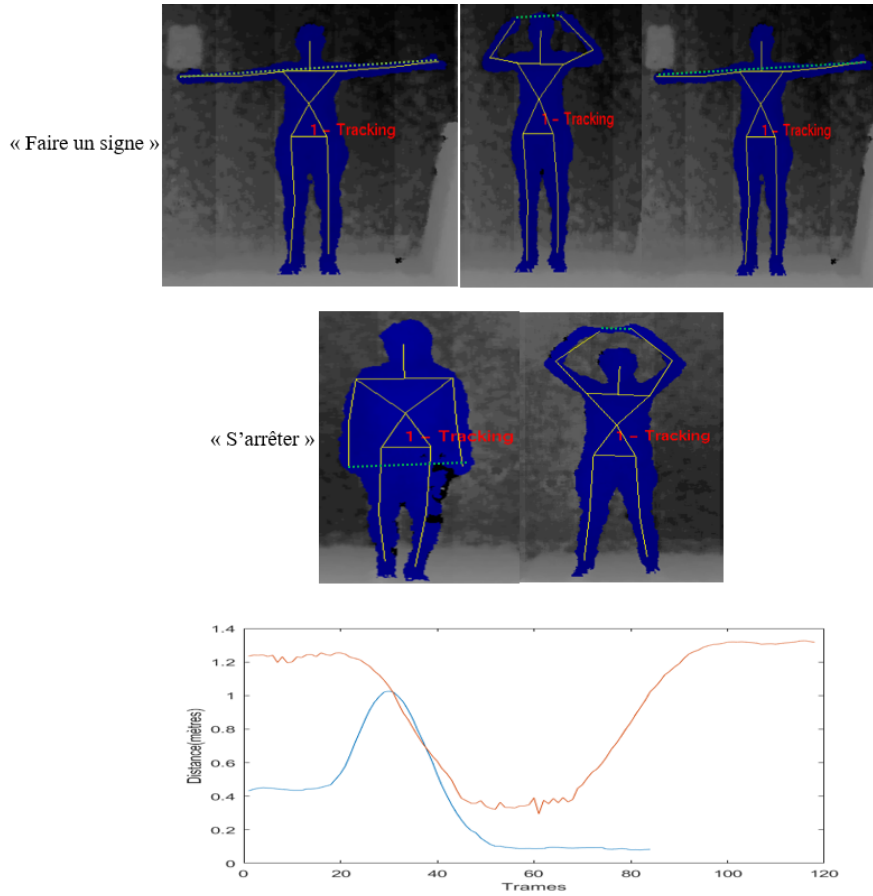 « Faire un signe »
1 - Tracking
1 - Tracking
1 - Tracking
« S’arrêter »
1 - Tracking
1 - Tracking
Distance(mètres)
1.4
1.2
1
0.8
0.6
0.4
0.2
0
0 20 40 60 80 100 120
Trames